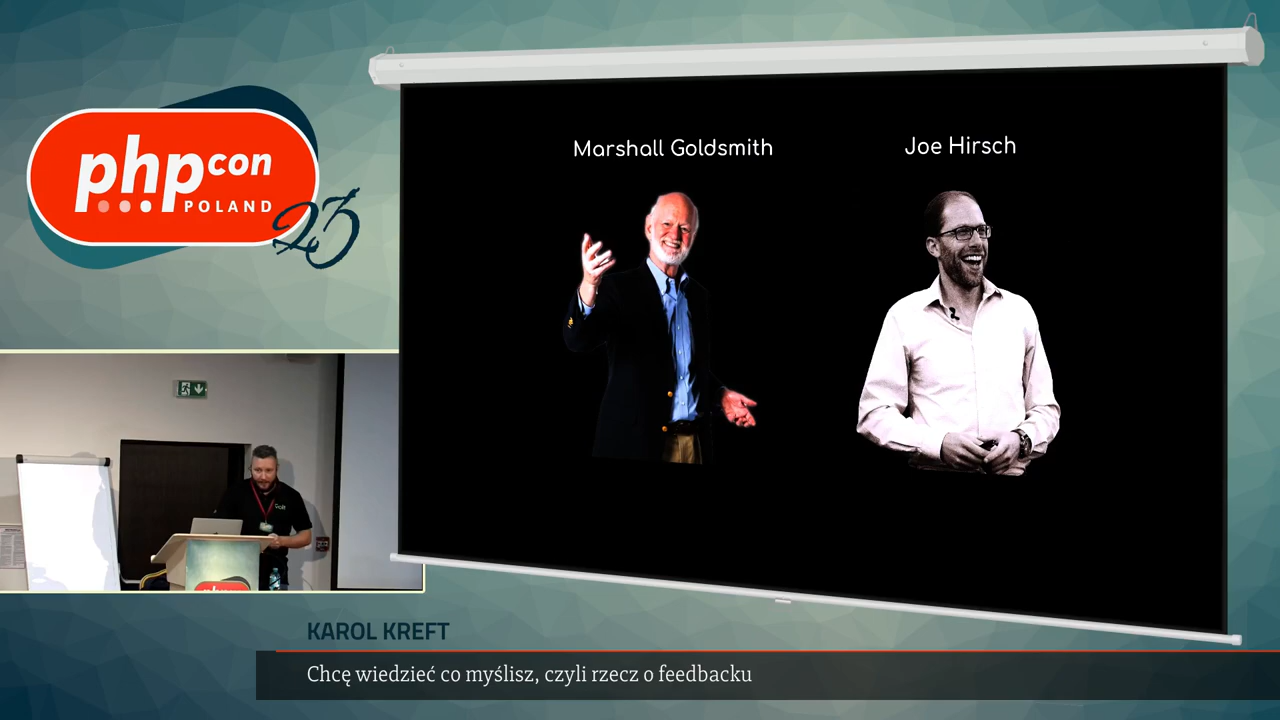 php con
POLAND
23
Marshall Goldsmith
Joe Hirsch
KAROL KREFT
Chcę wiedzieć co myślisz, czyli rzecz o feedbacku